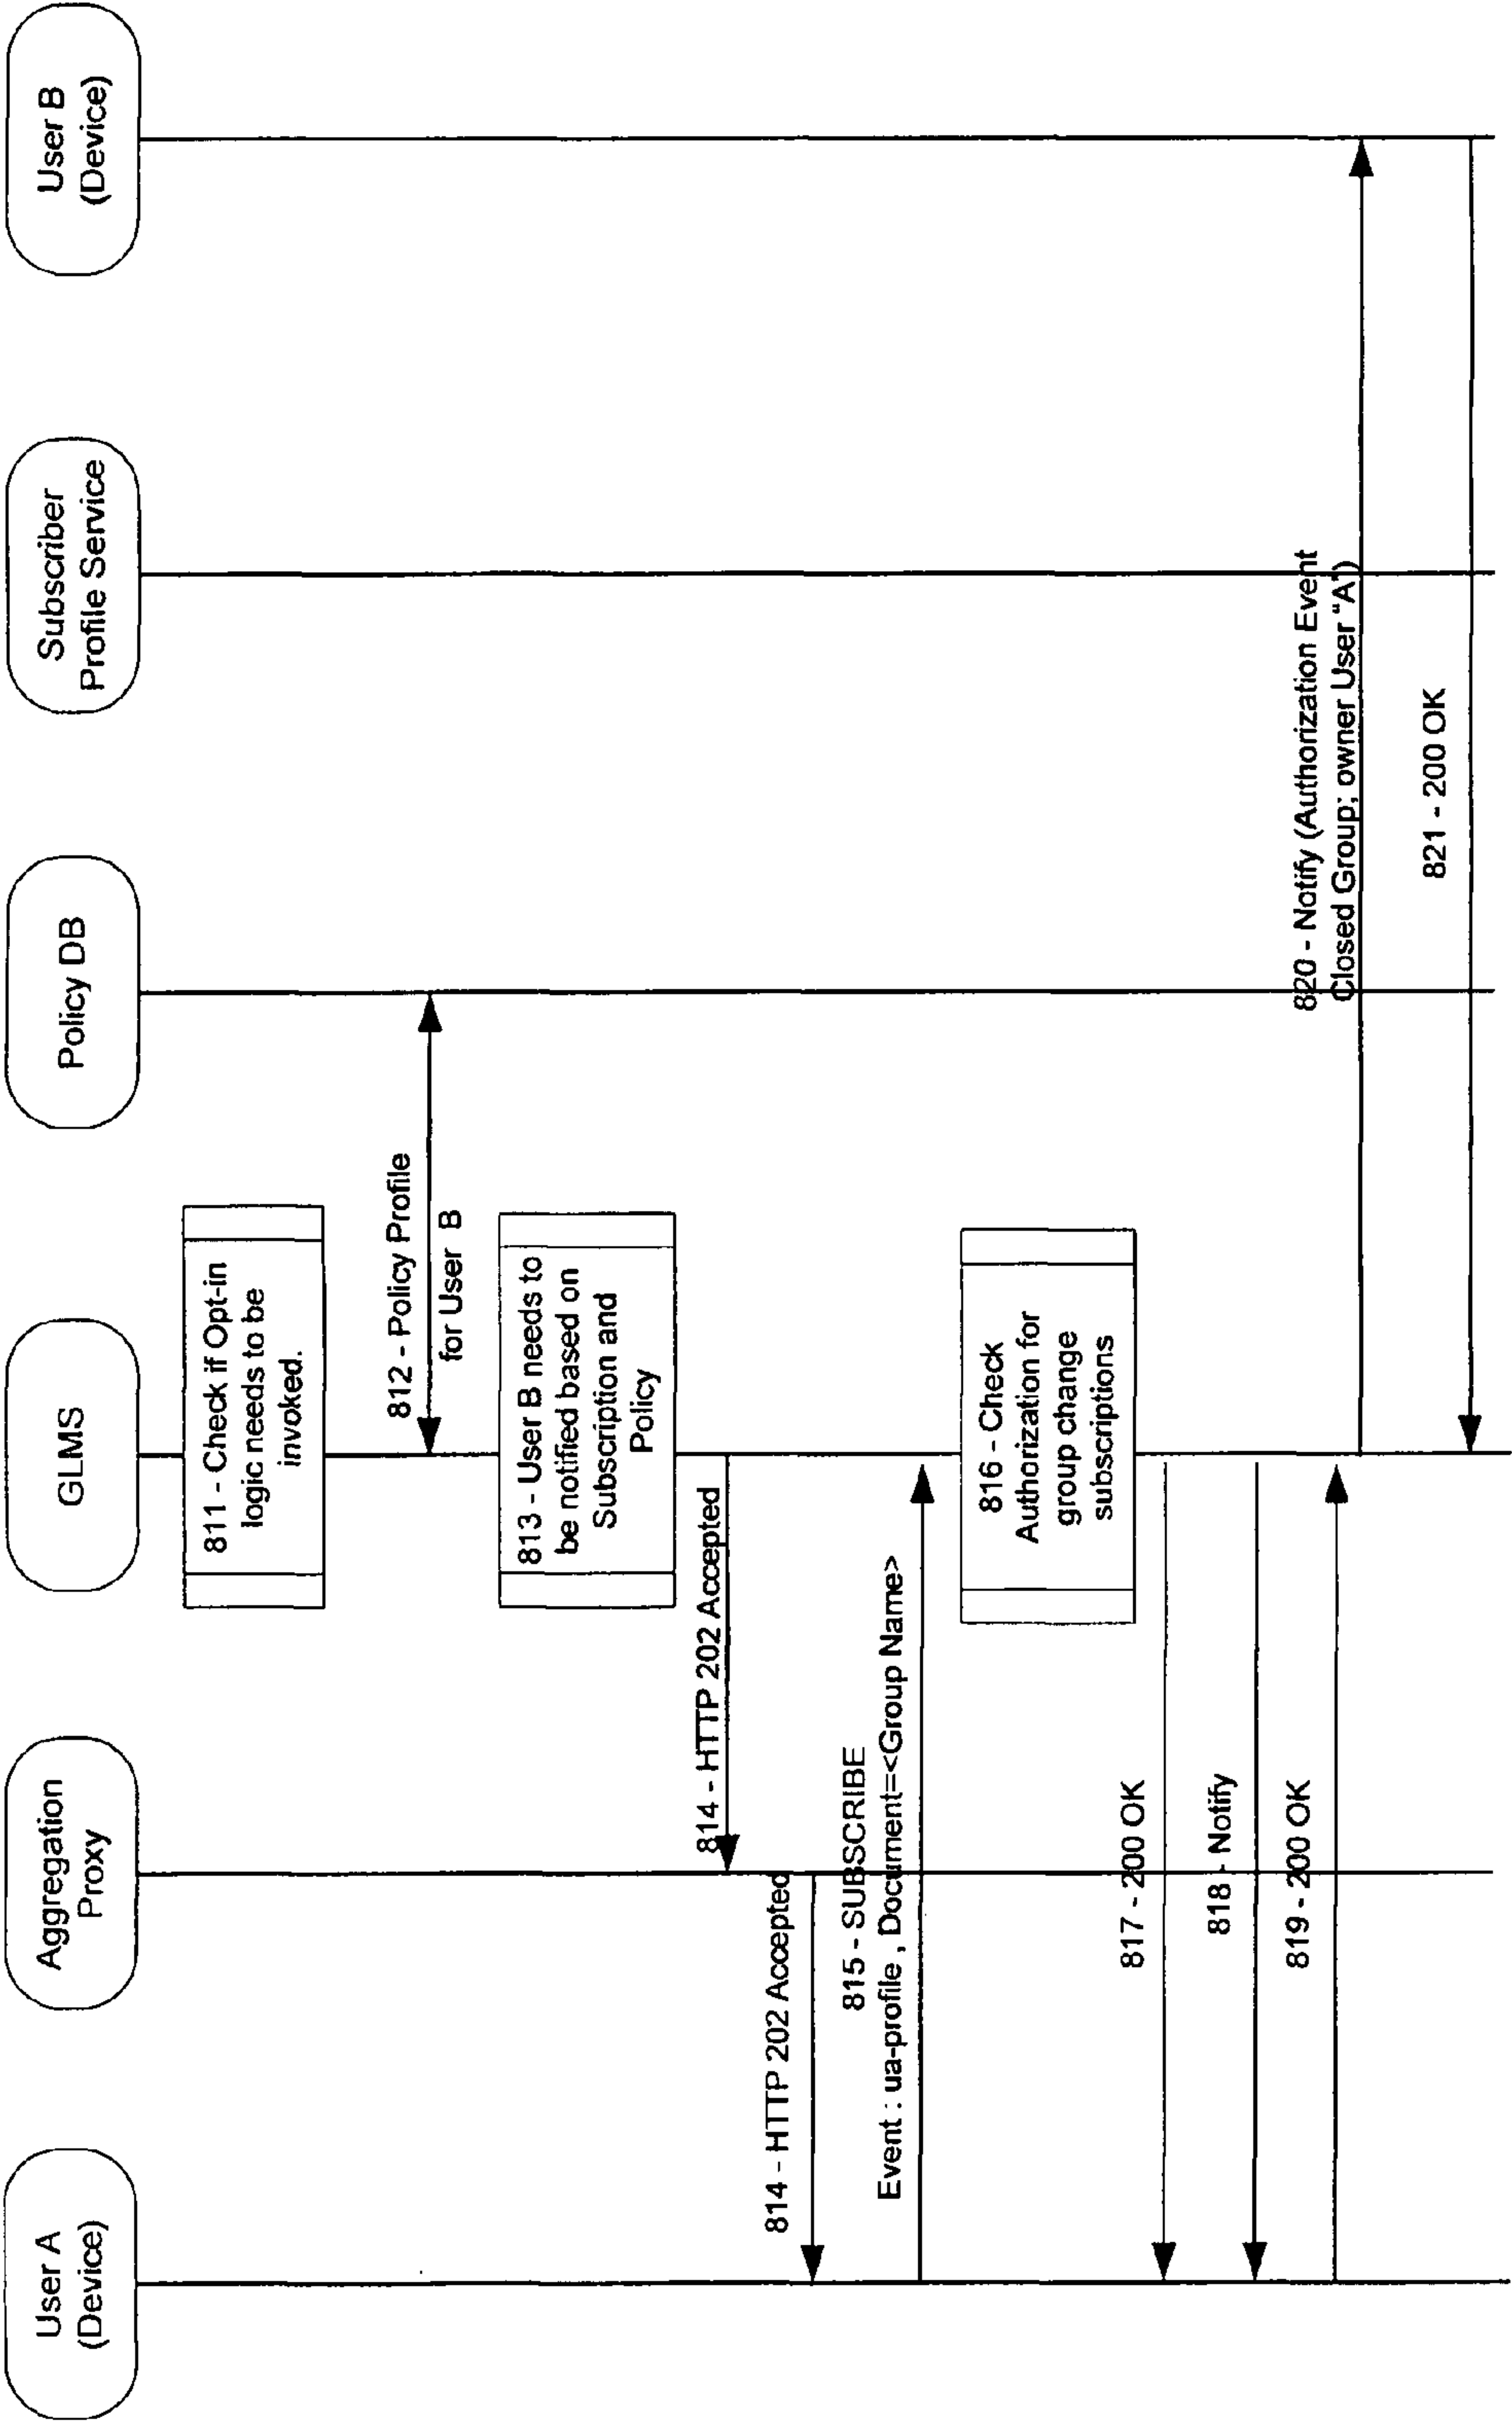 User A
(Device)
Aggregation
Proxy
GLMS
Policy DB
Subscriber
Profile Service
User B
(Device)
811 - Check if Opt-in
logic needs to be
invoked.
812 - Policy Profile
for User B
813 - User B needs to
be notified based on
Subscription and
Policy
814 - HTTP 202 Accepted
814 - HTTP 202 Accepted
815 - SUBSCRIBE
Event : ua-profile , Document=<Group Name>
816 - Check
Authorization for
group change
subscriptions
817 - 200 OK
818 - Notify
819 - 200 OK
820 - Notify (Authorization Event
Closed Group; owner User "A")
821 - 200 OK